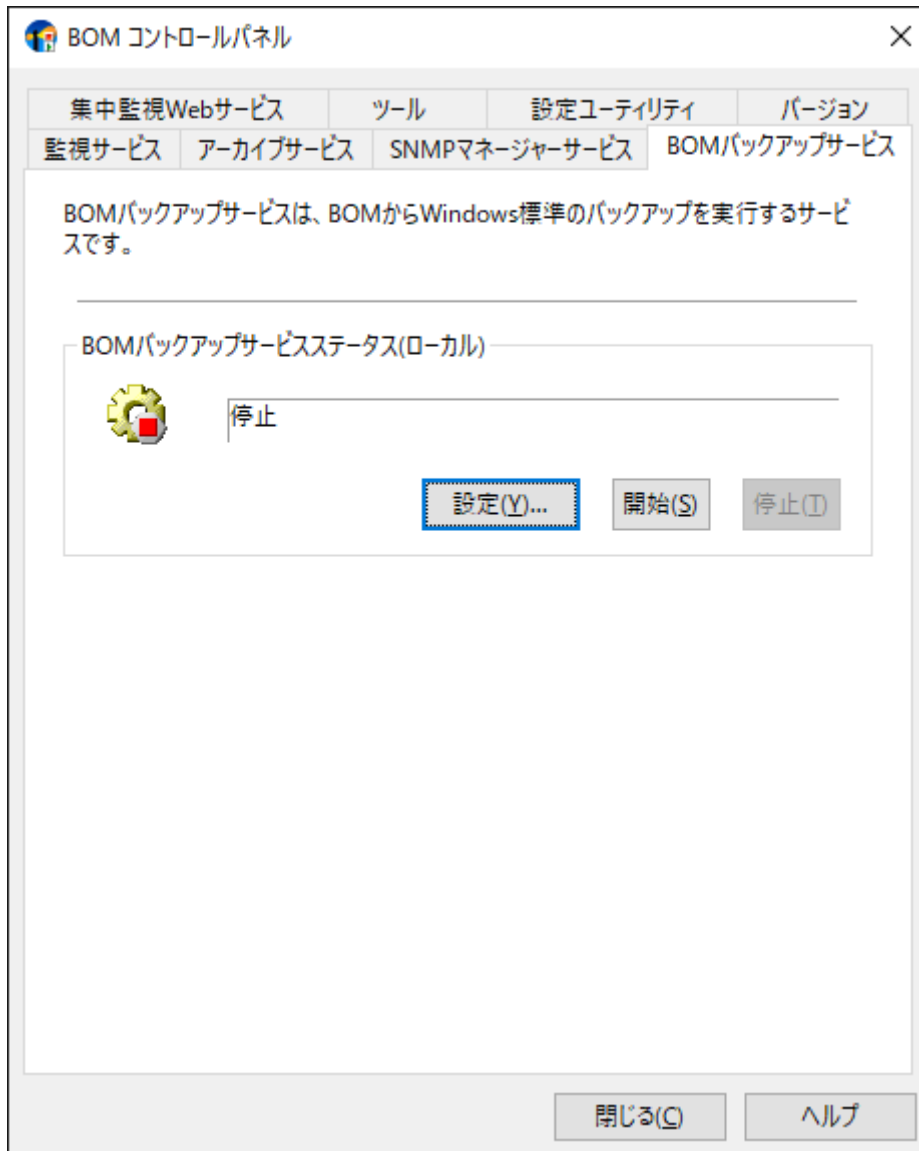 BOM コントロールパネル
集中監視Webサービス
ツール
設定ユーティリティ
バージョン
監視サービス
アーカイブサービス
SNMPマネージャーサービス
BOMバックアップサービス
BOMバックアップサービスは、BOMからWindows標準のバックアップを実行するサービ
スです。
BOMバックアップサービスステータス(ローカル)
停止
設定(Y)...
開始(S)
停止(T)
閉じる(C)
ヘルプ